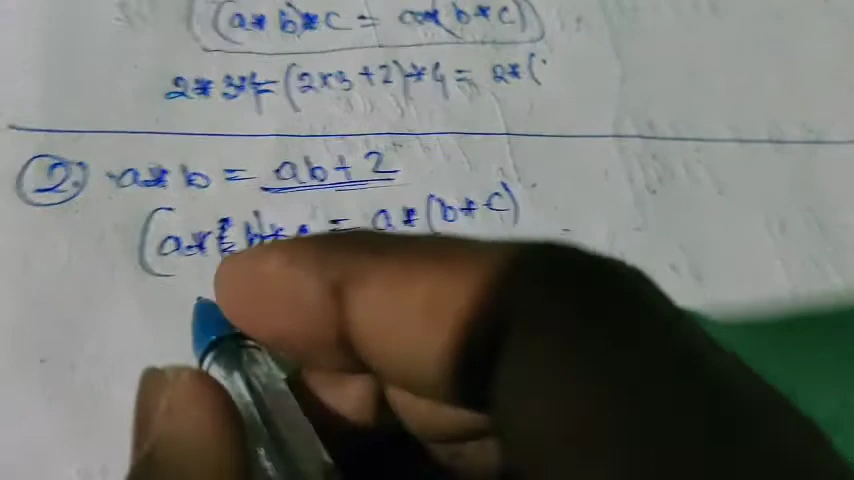 (a*b)*c = a*(b*c)
2*3*4=(2×3+2)*4= 2*(
2. a*b = ab+2
(a* b)* = a*(b*c)